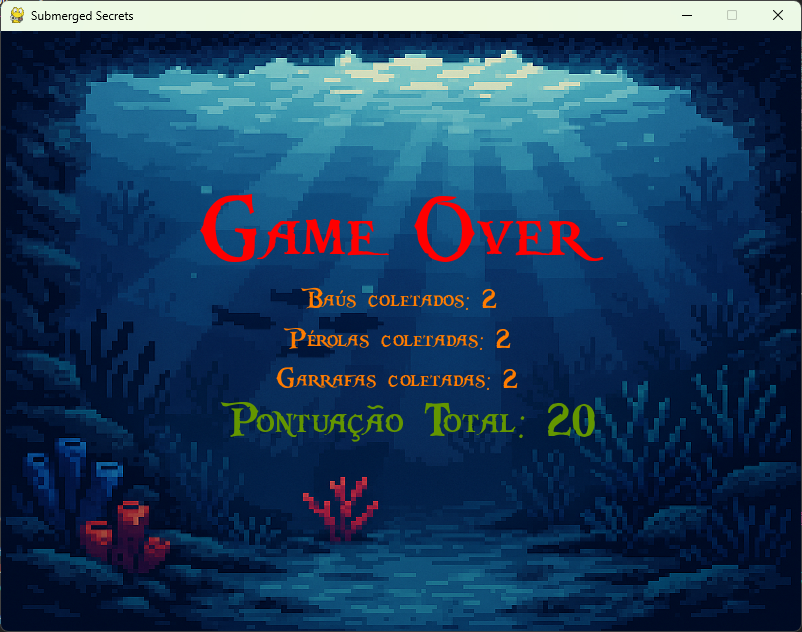 Submerged Secrets
Game Over
Baús coletados: 2
Pérolas coletadas: 2
Garrafas coletadas: 2
Pontuação Total: 20